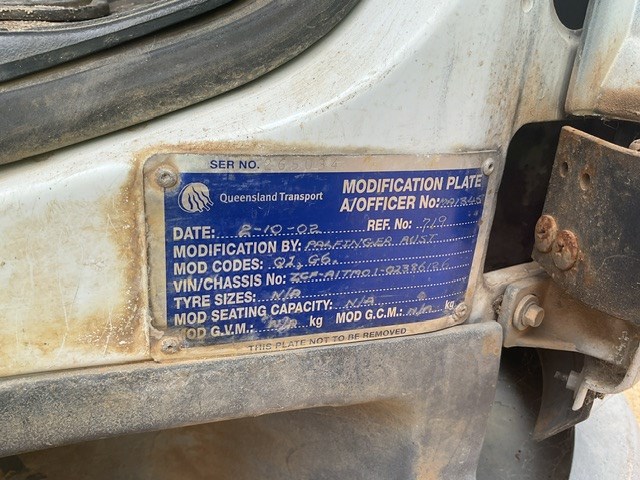 SER NO.
Queensland Transport
MODIFICATION PLATE
A/OFFICER No:
DATE: 2-10-02 REF. No: 719
MODIFICATION BY: PALFINGER AUST
MOD CODES: Q1, G6.
VIN/CHASSIS No:
TYRE SIZES: N/A
MOD SEATING CAPACITY: N/A kg
MOD G.V.M.: N/A kg MOD G.C.M.: N/A
THIS PLATE NOT TO BE REMOVED